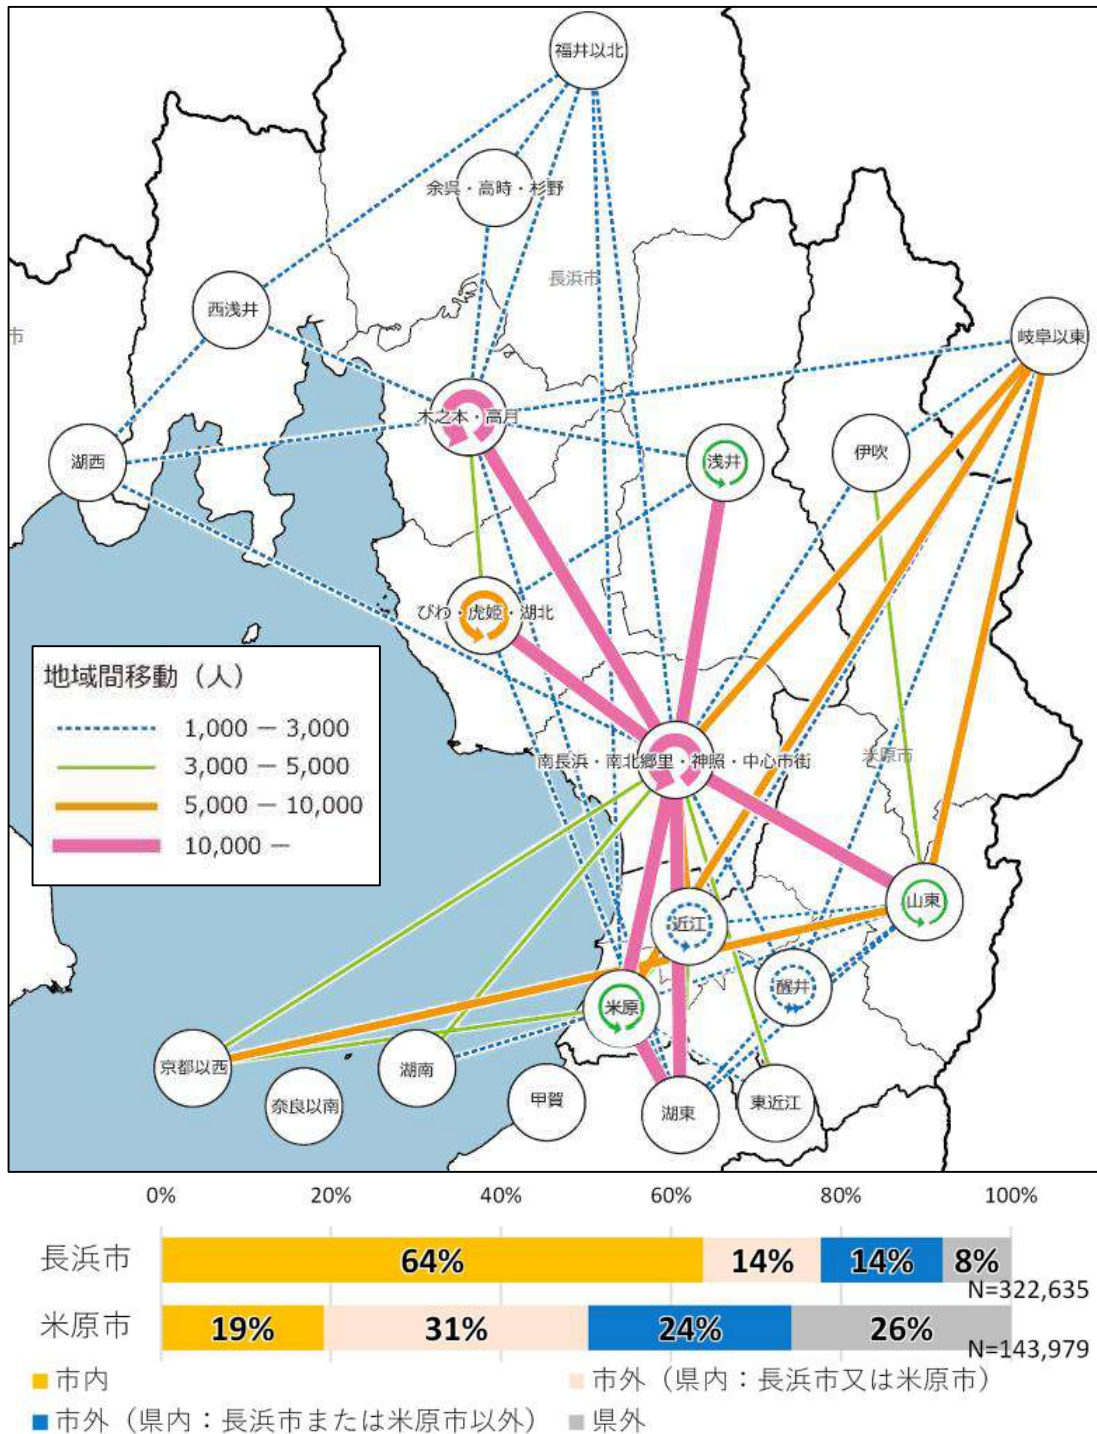 福井以北
余呉・高時・杉野
長浜市
西浅井
岐阜以東
市
木之本・高月
湖西
浅井
伊吹
びわ・虎姫・湖北
地域間移動（人）
1,000 － 3,000
3,000 － 5,000
5,000 － 10,000
10,000 －
南長浜・南北郷里・神照・中心市街
米原市
山東
近江
醒井
米原
京都以西
湖南
奈良以南
甲賀
湖東
東近江
0% 20% 40% 60% 80% 100%
長浜市 64% 14% 14% 8%
N=322,635
米原市 19% 31% 24% 26%
N=143,979
市内 市外（県内：長浜市又は米原市）
市外（県内：長浜市または米原市以外） 県外